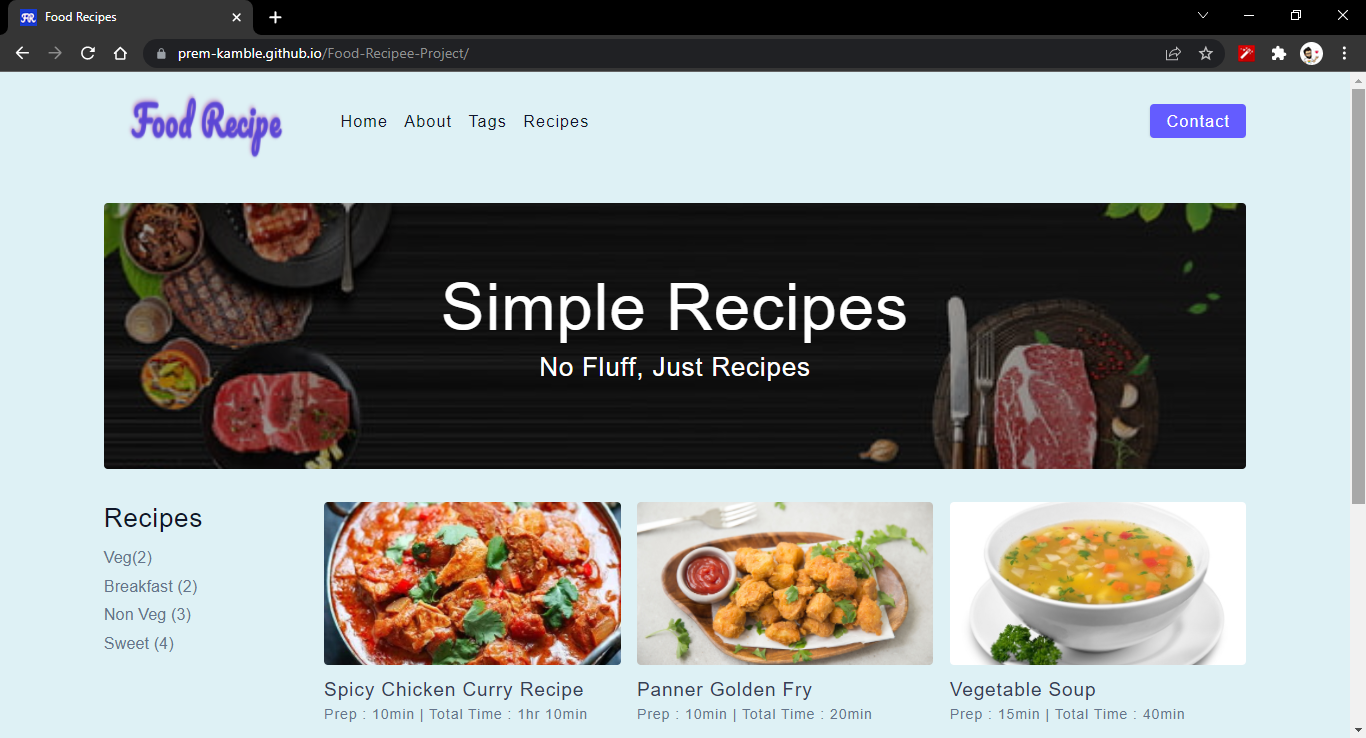 FR Food Recipes
prem-kamble.github.io/Food-Recipee-Project/
Food Recipe
Home About Tags Recipes
Contact
Simple Recipes
No Fluff, Just Recipes
Recipes
Veg(2)
Breakfast (2)
Non Veg (3)
Sweet (4)
Spicy Chicken Curry Recipe
Prep : 10min | Total Time : 1hr 10min
Panner Golden Fry
Prep : 10min | Total Time : 20min
Vegetable Soup
Prep : 15min | Total Time : 40min